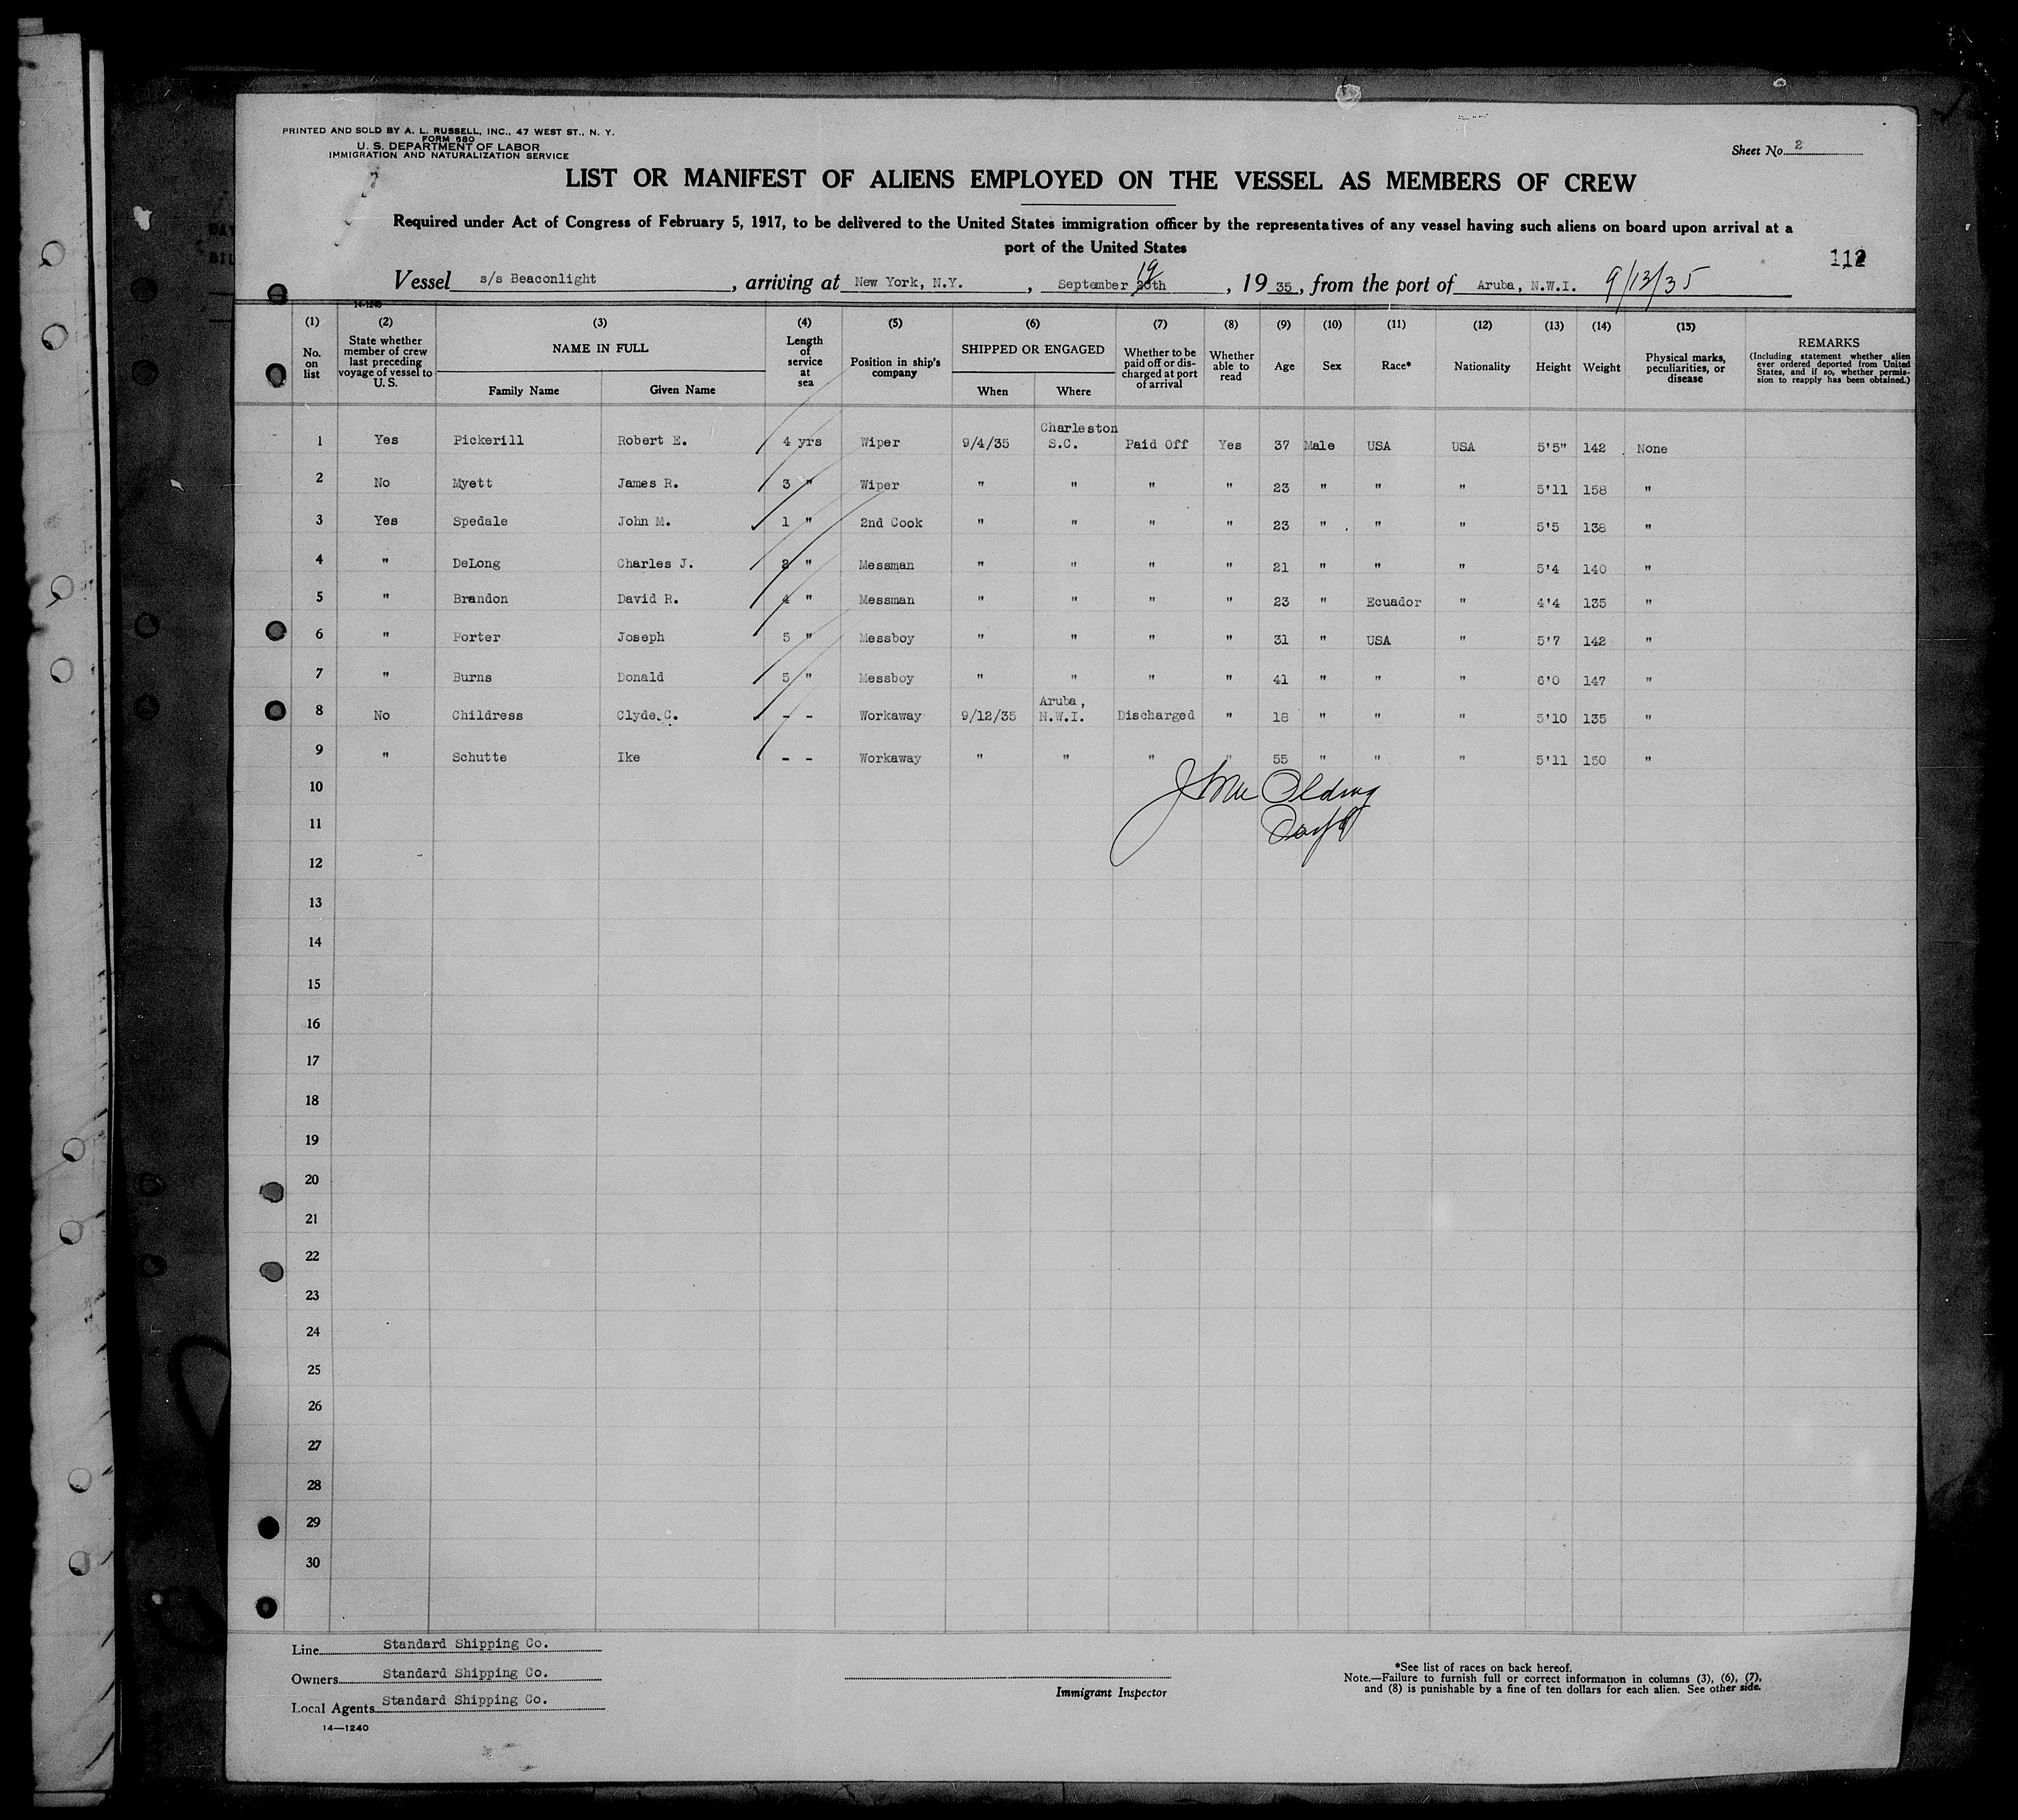 PRINTED AND SOLD BY A. L. RUSSELL, INC., 47 WEST ST., N. Y.
FORM 680
U. S. DEPARTMENT OF LABOR
IMMIGRATION AND NATURALIZATION SERVICE
Sheet No. 2
LIST OR MANIFEST OF ALIENS EMPLOYED ON THE VESSEL AS MEMBERS OF CREW
Required under Act of Congress of February 5, 1917, to be delivered to the United States immigration officer by the representatives of any vessel having such aliens on board upon arrival at a
port of the United States
112
Vessel s/s Beaconlight, arriving at New York, N.Y., September 19 20th, 1935, from the port of Aruba, N.W.I. 9/13/35
14-1240
(1) (2) (3) (4) (5) (6) (7) (8) (9) (10) (11) (12) (13) (14) (15)
No. on list State whether member of crew last preceding voyage of vessel to U. S. NAME IN FULL Family Name Given Name Length of service at sea Position in ship's company SHIPPED OR ENGAGED When Where Whether to be paid off or discharged at port of arrival Whether able to read Age Sex Race* Nationality Height Weight Physical marks, peculiarities, or disease REMARKS (Including statement whether alien ever ordered deported from United States, and if so, whether permission to reapply has been obtained.)
1 Yes Pickerill Robert E. 4 yrs Wiper 9/4/35 Charleston S.C. Paid Off Yes 37 Male USA USA 5'5" 142 None
2 No Myett James R. 3 " Wiper " " " " 23 " " " 5'11 158 "
3 Yes Spedale John M. 1 " 2nd Cook " " " " 23 " " " 5'5 138 "
4 " DeLong Charles J. 2 " Messman " " " " 21 " " " 5'4 140 "
5 " Brandon David R. 4 " Messman " " " " 23 " Ecuador " 4'4 135 "
6 " Porter Joseph 5 " Messboy " " " " 31 " USA " 5'7 142 "
7 " Burns Donald 5 " Messboy " " " " 41 " " " 6'0 147 "
8 No Childress Clyde C. - - Workaway 9/12/35 Aruba, N.W.I. Discharged " 18 " " " 5'10 135 "
9 " Schutte Ike - - Workaway " " " " 55 " " " 5'11 150 "
10
11
12
13
14
15
16
17
18
19
20
21
22
23
24
25
26
27
28
29
30
Line Standard Shipping Co.
Owners Standard Shipping Co.
Local Agents Standard Shipping Co.
14—1240
Immigrant Inspector
*See list of races on back hereof.
Note.—Failure to furnish full or correct information in columns (3), (6), (7),
and (8) is punishable by a fine of ten dollars for each alien. See other side.